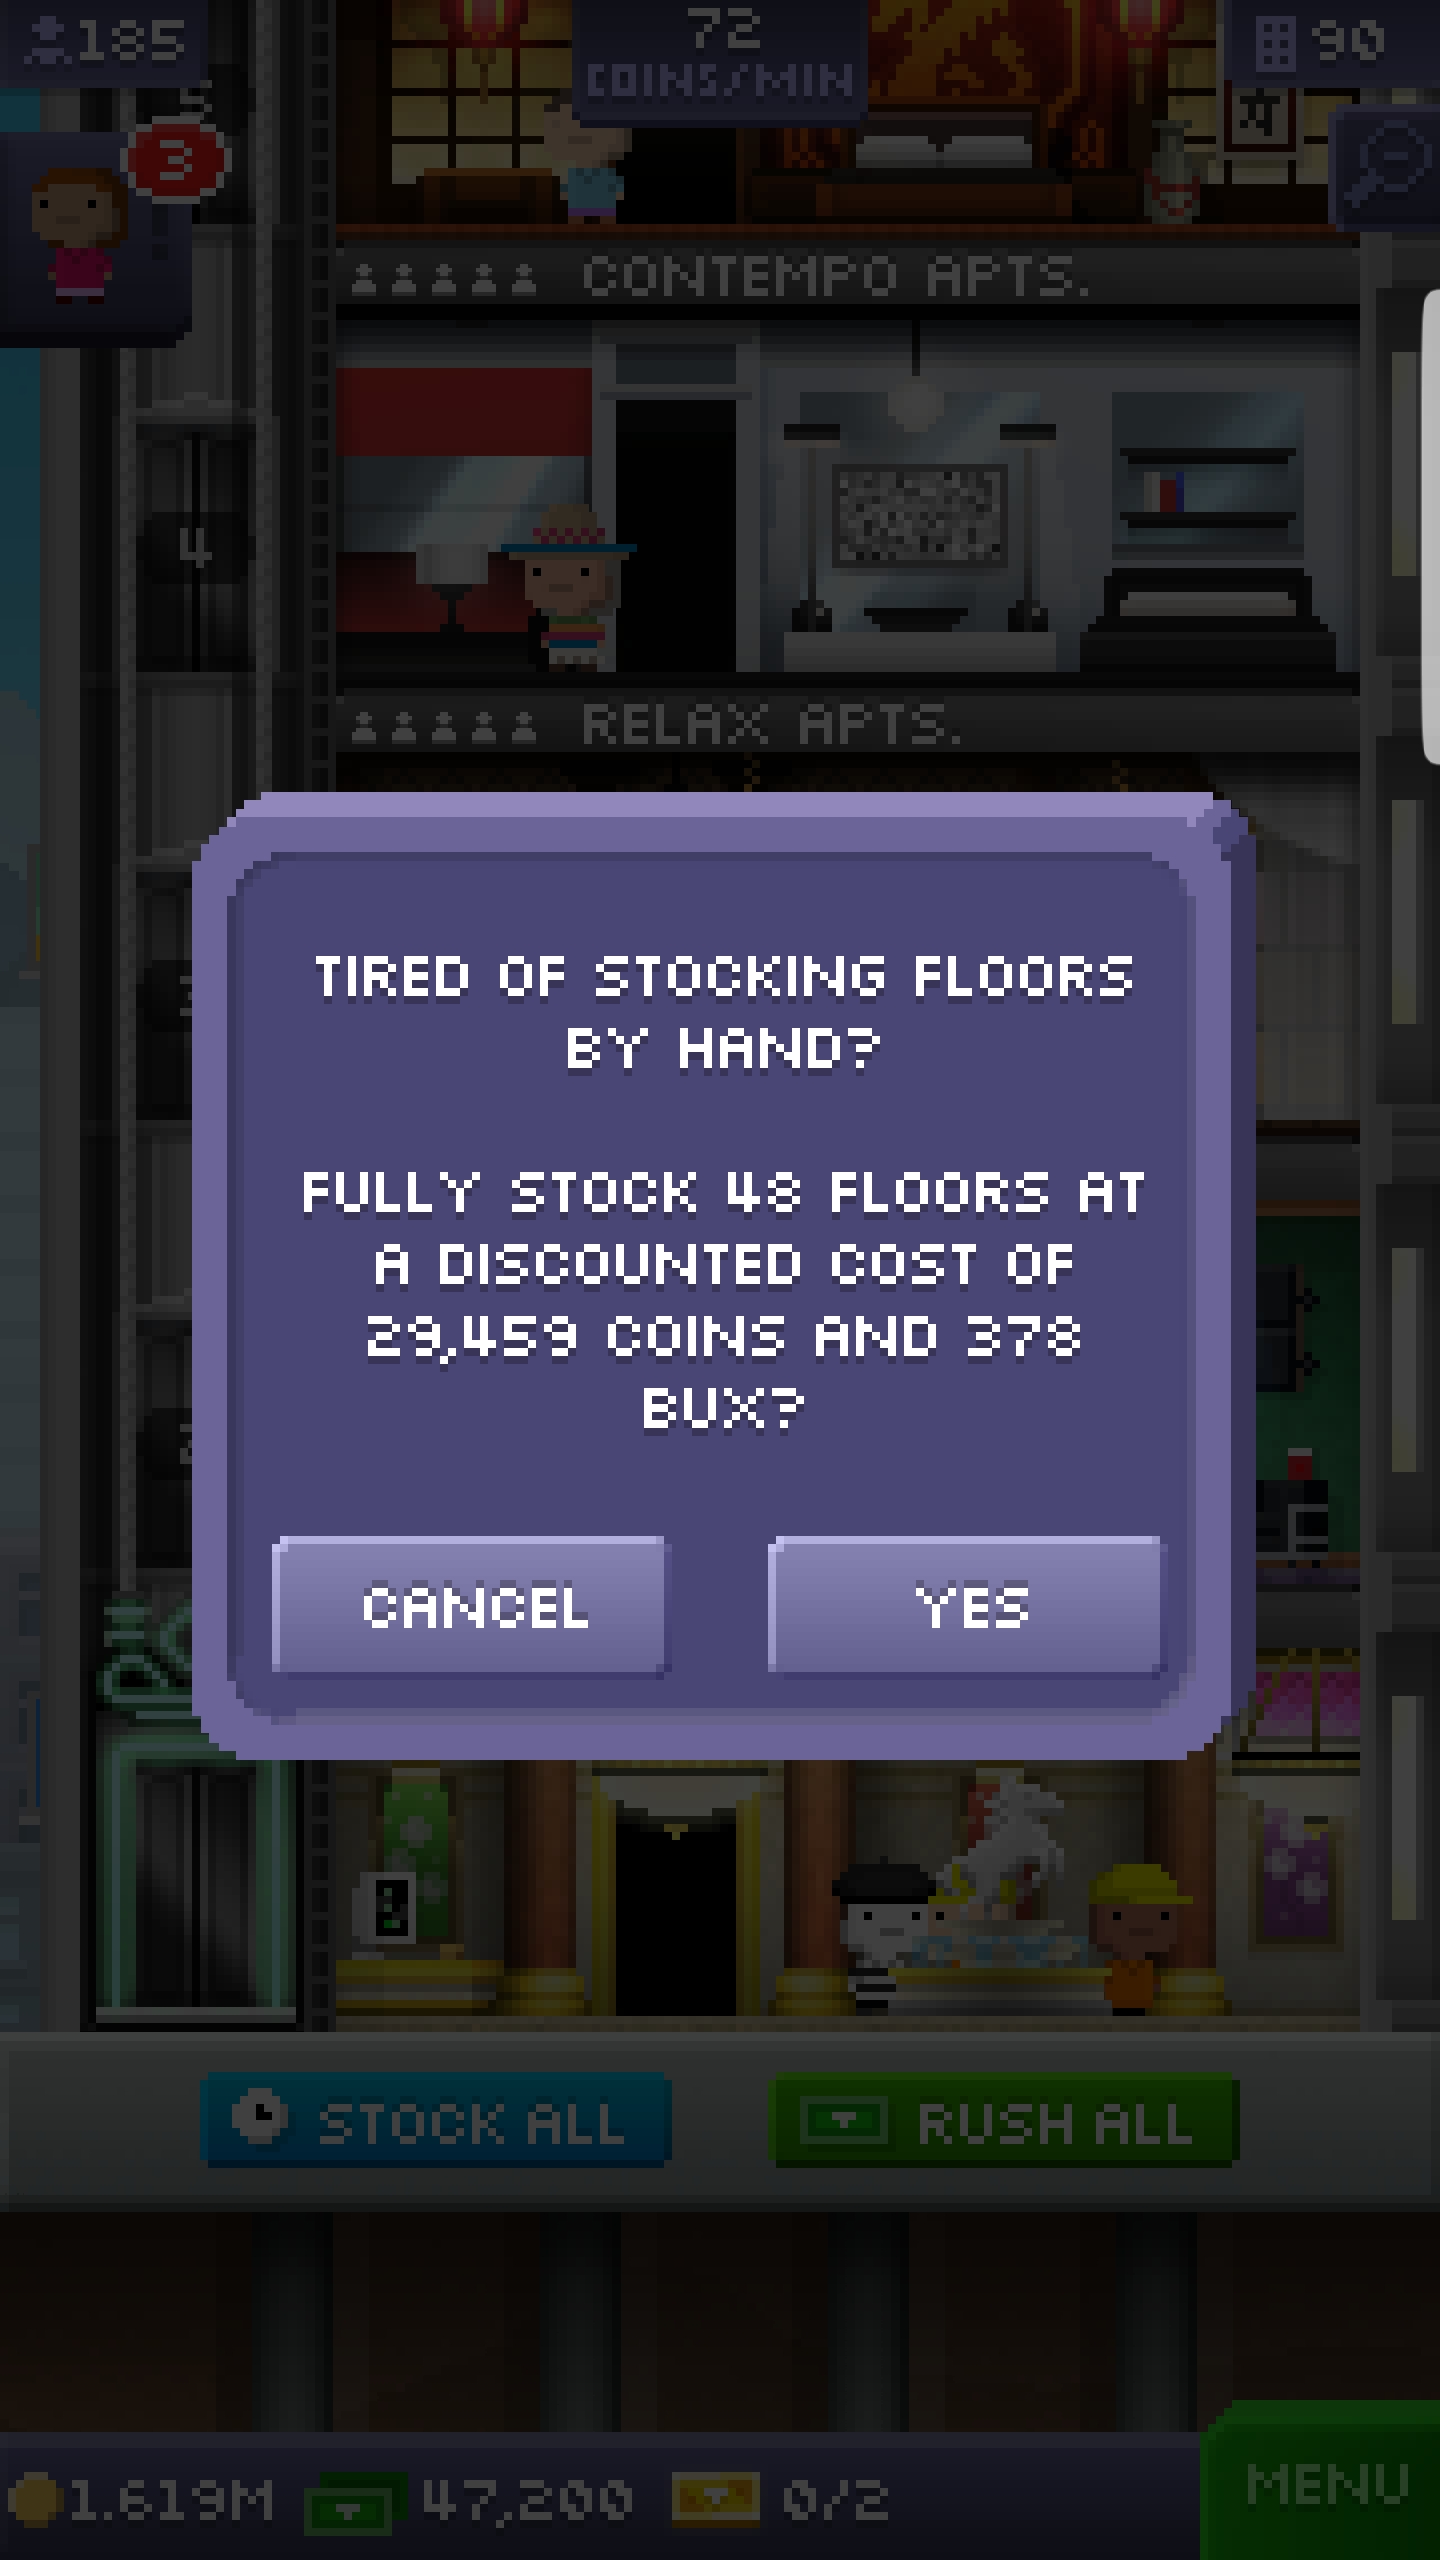 185
72
COINS/MIN
90
5
3
CONTEMPO APTS.
4
RELAX APTS.
TIRED OF STOCKING FLOORS
BY HAND?
FULLY STOCK 48 FLOORS AT
A DISCOUNTED COST OF
29,459 COINS AND 378
BUX?
CANCEL
YES
STOCK ALL
RUSH ALL
1.619M
47,200
0/2
MENU